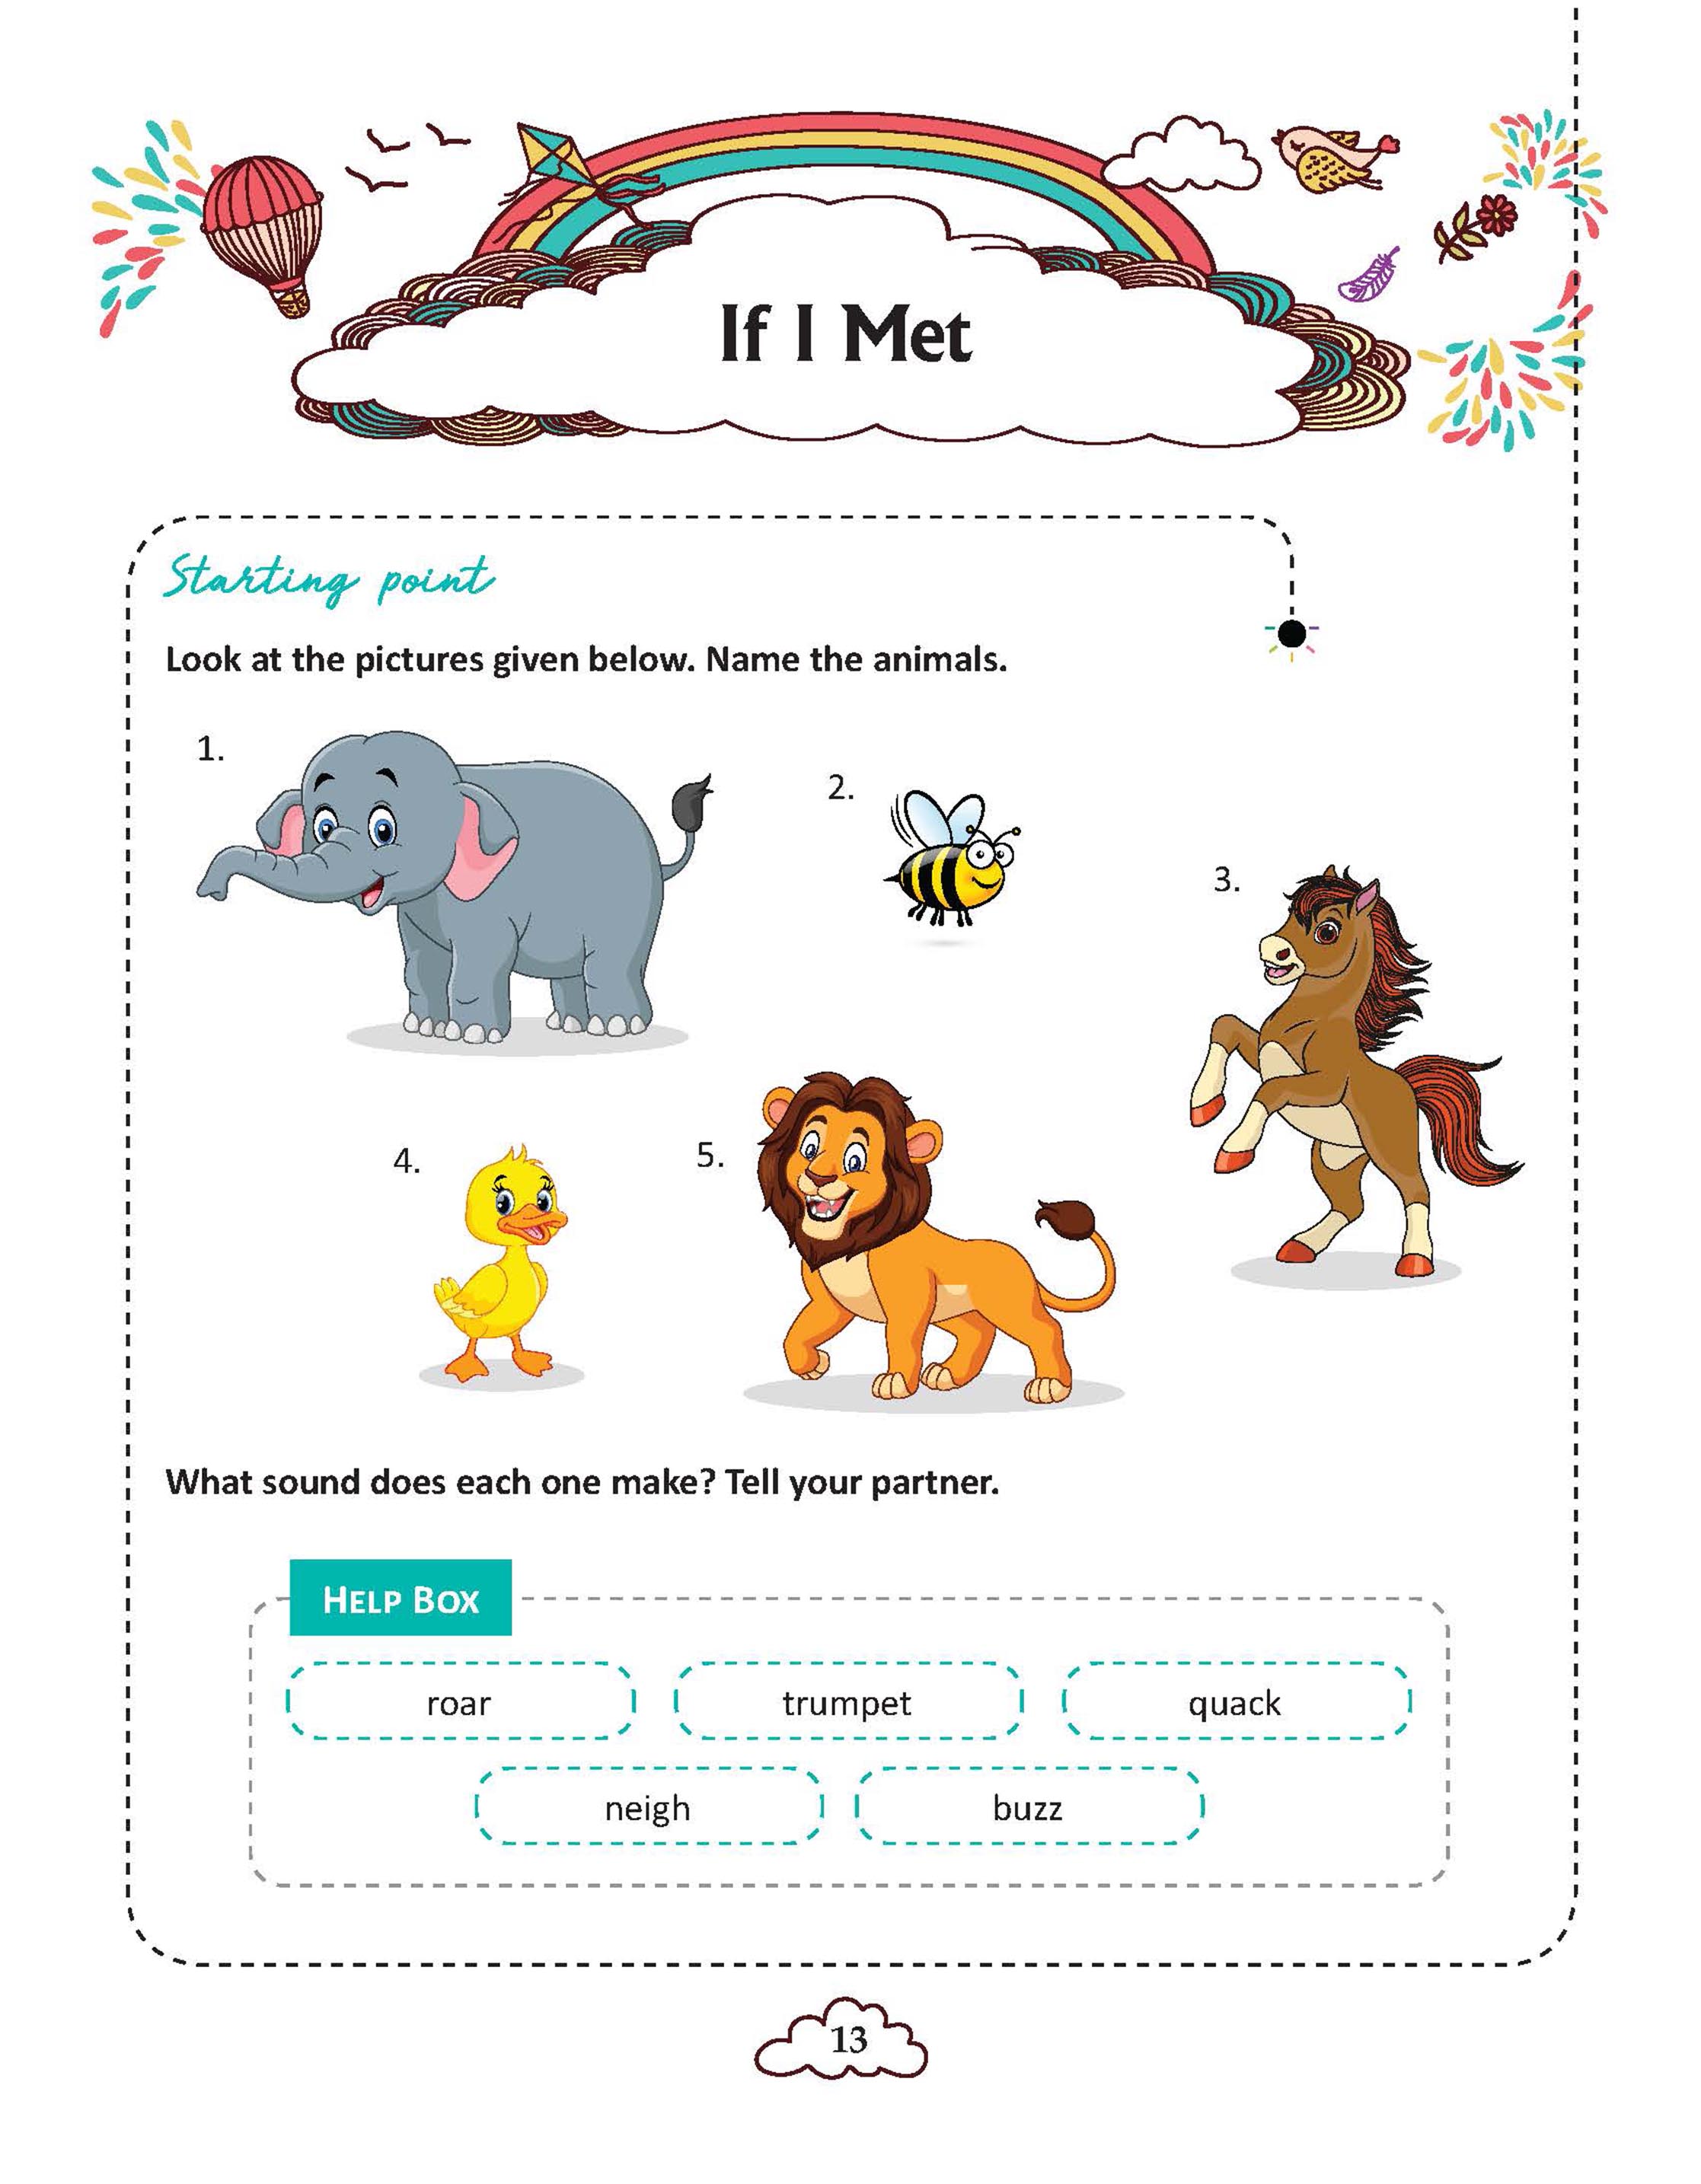 If I Met
Starting point
Look at the pictures given below. Name the animals.
1.
2.
3.
4.
5.
What sound does each one make? Tell your partner.
HELP BOX
roar
trumpet
quack
neigh
buzz
13